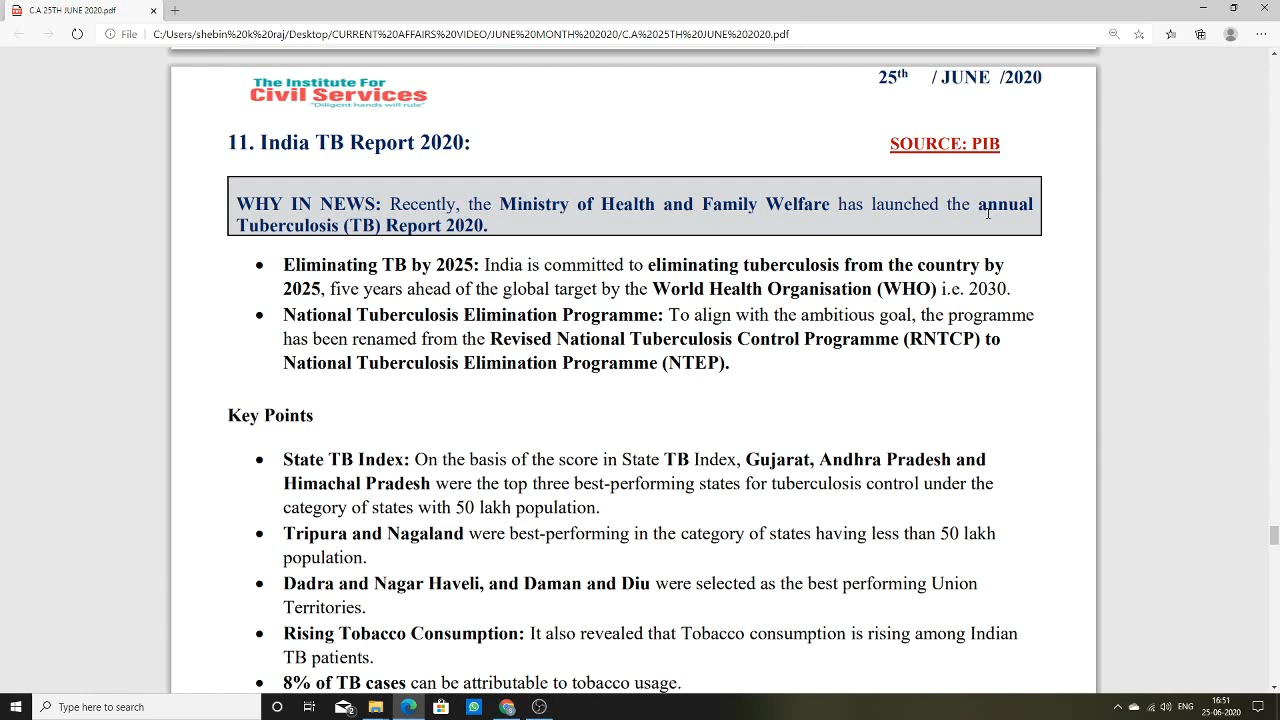 C.A 25TH JUNE 2020.pdf
File
C:/Users/shebin%20k%20raj/Desktop/CURRENT%20AFFAIRS%20VIDEO/JUNE%20MONTH%202020/C.A%2025TH%20JUNE%202020.pdf
The Institute For
Civil Services
"Diligent hands will rule"
25th / JUNE /2020
11. India TB Report 2020:
SOURCE: PIB
WHY IN NEWS: Recently, the Ministry of Health and Family Welfare has launched the annual
Tuberculosis (TB) Report 2020.
• Eliminating TB by 2025: India is committed to eliminating tuberculosis from the country by
2025, five years ahead of the global target by the World Health Organisation (WHO) i.e. 2030.
• National Tuberculosis Elimination Programme: To align with the ambitious goal, the programme
has been renamed from the Revised National Tuberculosis Control Programme (RNTCP) to
National Tuberculosis Elimination Programme (NTEP).
Key Points
• State TB Index: On the basis of the score in State TB Index, Gujarat, Andhra Pradesh and
Himachal Pradesh were the top three best-performing states for tuberculosis control under the
category of states with 50 lakh population.
• Tripura and Nagaland were best-performing in the category of states having less than 50 lakh
population.
• Dadra and Nagar Haveli, and Daman and Diu were selected as the best performing Union
Territories.
• Rising Tobacco Consumption: It also revealed that Tobacco consumption is rising among Indian
TB patients.
• 8% of TB cases can be attributable to tobacco usage.
Type here to search
ENG
16:51
25-06-2020